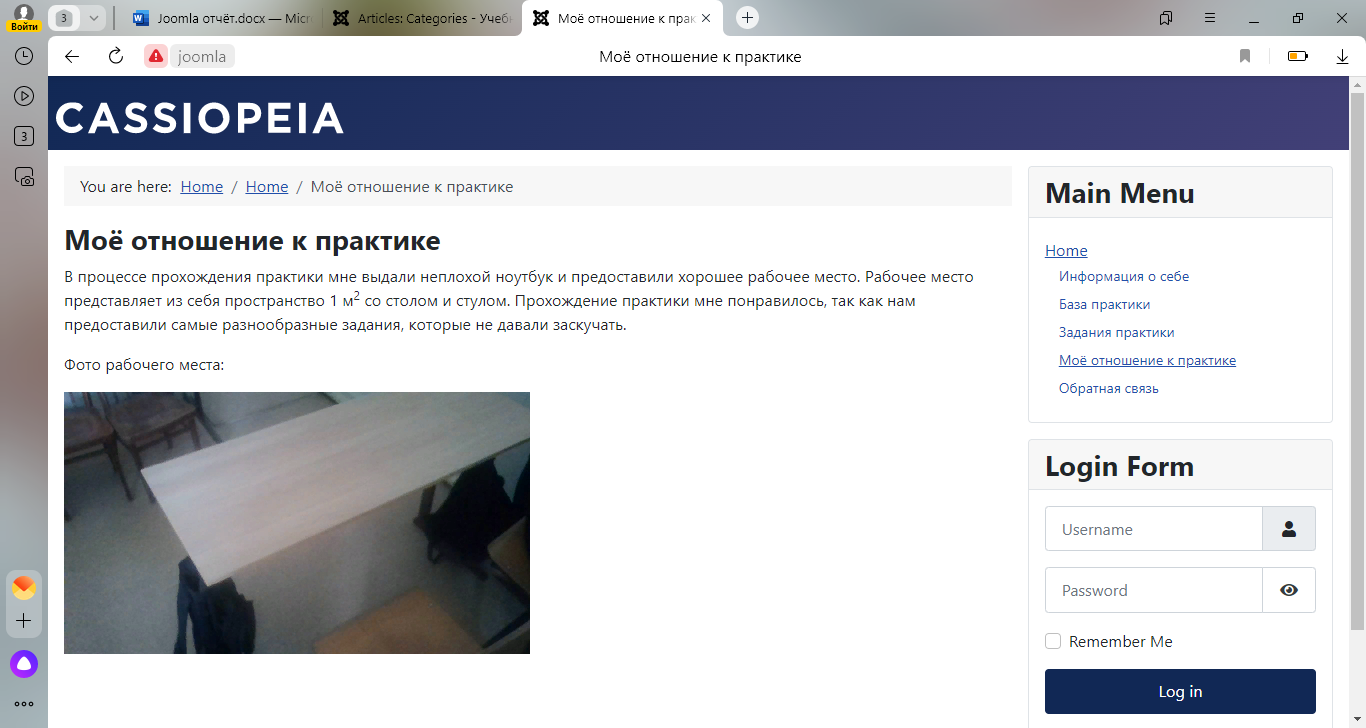 Войти
3
Joomla отчёт.docx — Micr
Articles: Categories - Учебн
Моё отношение к прак
joomla
Моё отношение к практике
3
CASSIOPEIA
You are here: Home / Home / Моё отношение к практике
Моё отношение к практике
В процессе прохождения практики мне выдали неплохой ноутбук и предоставили хорошее рабочее место. Рабочее место
представляет из себя пространство 1 м² со столом и стулом. Прохождение практики мне понравилось, так как нам
предоставили самые разнообразные задания, которые не давали заскучать.
Фото рабочего места:
Main Menu
Home
Информация о себе
База практики
Задания практики
Моё отношение к практике
Обратная связь
Login Form
Username
Password
Remember Me
Log in